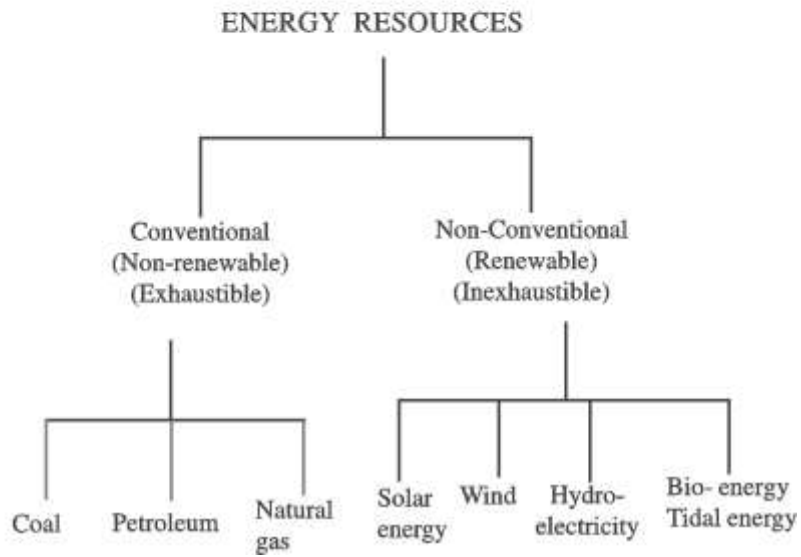 ENERGY RESOURCES
Conventional
(Non-renewable)
(Exhaustible)
Non-Conventional
(Renewable)
(Inexhaustible)
Coal
Petroleum
Natural
gas
Solar
energy
Wind
Hydro-
electricity
Bio- energy
Tidal energy